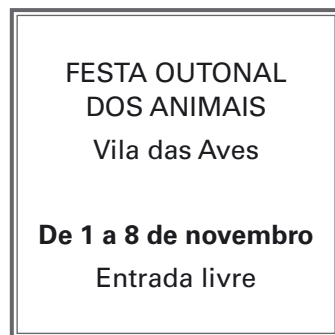 FESTA OUTONAL
DOS ANIMAIS
Vila das Aves
De 1 a 8 de novembro
Entrada livre